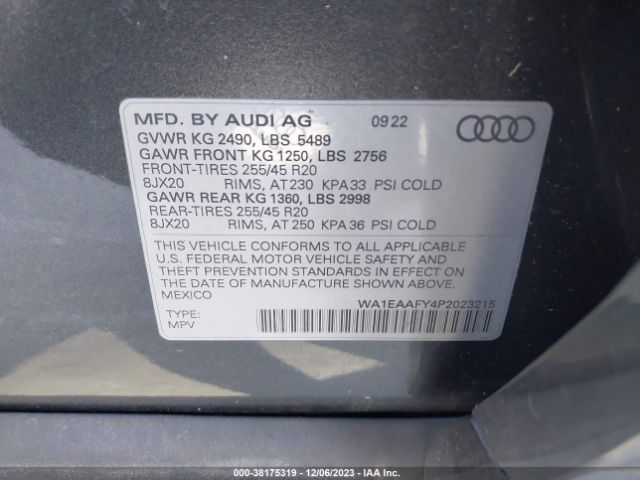 MFD. BY AUDI AG 09 22
GVWR KG 2490, LBS 5489
GAWR FRONT KG 1250, LBS 2756
FRONT-TIRES 255/45 R20
8JX20 RIMS, AT 230 KPA 33 PSI COLD
GAWR REAR KG 1360, LBS 2998
REAR-TIRES 255/45 R20
8JX20 RIMS, AT 250 KPA 36 PSI COLD
THIS VEHICLE CONFORMS TO ALL APPLICABLE
U.S. FEDERAL MOTOR VEHICLE SAFETY AND
THEFT PREVENTION STANDARDS IN EFFECT ON
THE DATE OF MANUFACTURE SHOWN ABOVE.
MEXICO
WA1EAAFY4P2023215
TYPE:
MPV
000-38175319 - 12/06/2023 - IAA Inc.